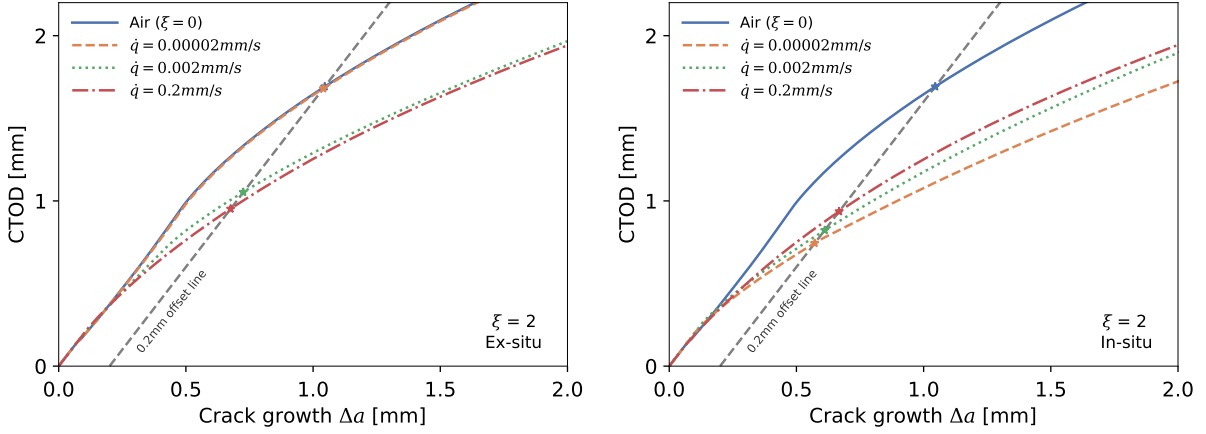 Air (ξ = 0)
q̇ = 0.00002mm/s
q̇ = 0.002mm/s
q̇ = 0.2mm/s
2
1
0
CTOD [mm]
0.2mm offset line
ξ = 2
Ex-situ
0.0 0.5 1.0 1.5 2.0
Crack growth Δa [mm]
Air (ξ = 0)
q̇ = 0.00002mm/s
q̇ = 0.002mm/s
q̇ = 0.2mm/s
2
1
0
CTOD [mm]
0.2mm offset line
ξ = 2
In-situ
0.0 0.5 1.0 1.5 2.0
Crack growth Δa [mm]